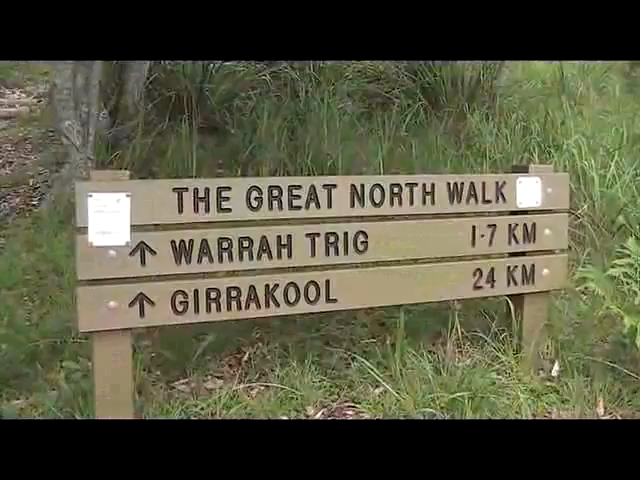 THE GREAT NORTH WALK
↑ WARRAH TRIG 1·7 KM
↑ GIRRAKOOL 24 KM